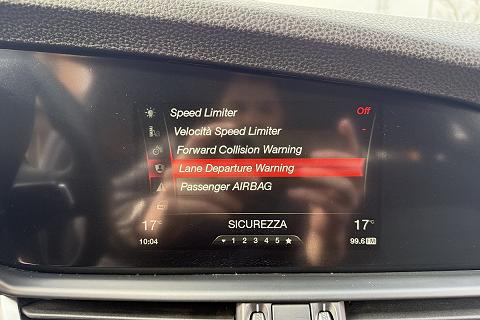 Speed Limiter Off
Velocità Speed Limiter -
Forward Collision Warning
Lane Departure Warning
Passenger AIRBAG
17°C SICUREZZA 17°C
10:04 1 2 3 4 5 99.6 FM